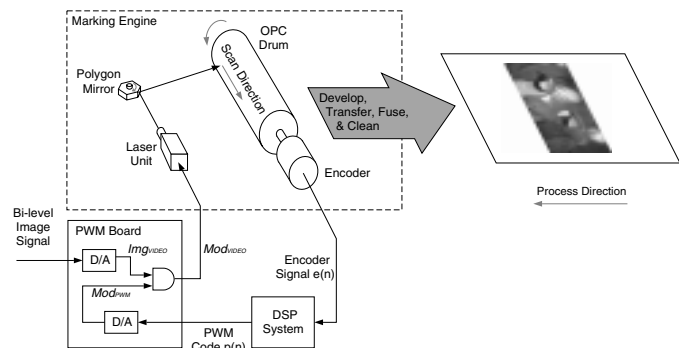 Marking Engine
OPC
Drum
Scan Direction
Polygon
Mirror
Laser
Unit
Encoder
Develop,
Transfer, Fuse,
& Clean
Process Direction
Bi-level
Image
Signal
PWM Board
D/A
ImgVIDEO
ModVIDEO
ModPWM
D/A
Encoder
Signal e(n)
DSP
System
PWM
Code p(n)